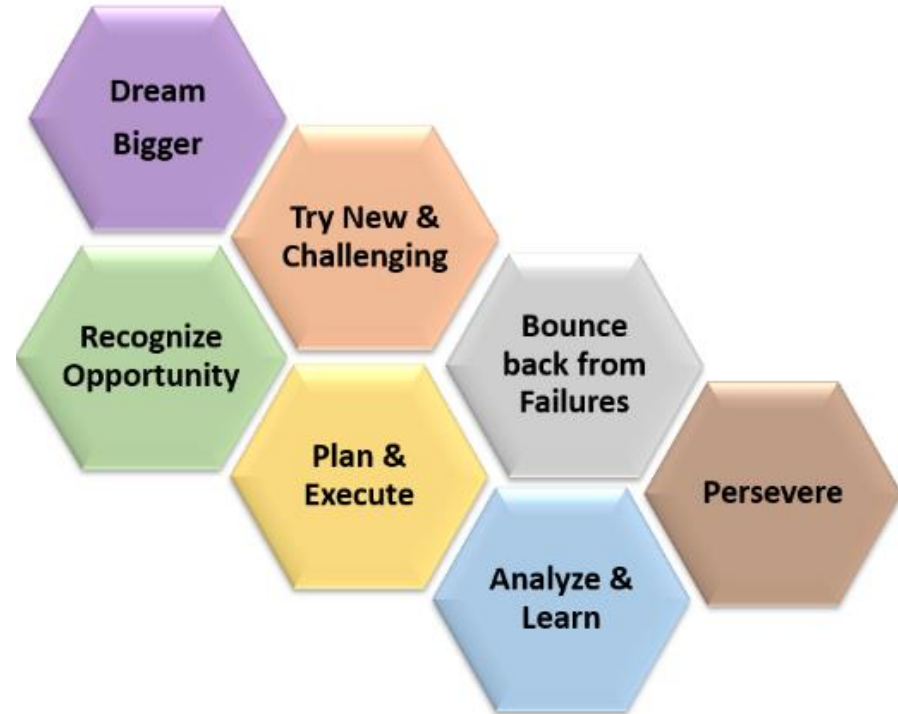 Dream
Bigger
Try New &
Challenging
Recognize
Opportunity
Bounce
back from
Failures
Plan &
Execute
Persevere
Analyze &
Learn